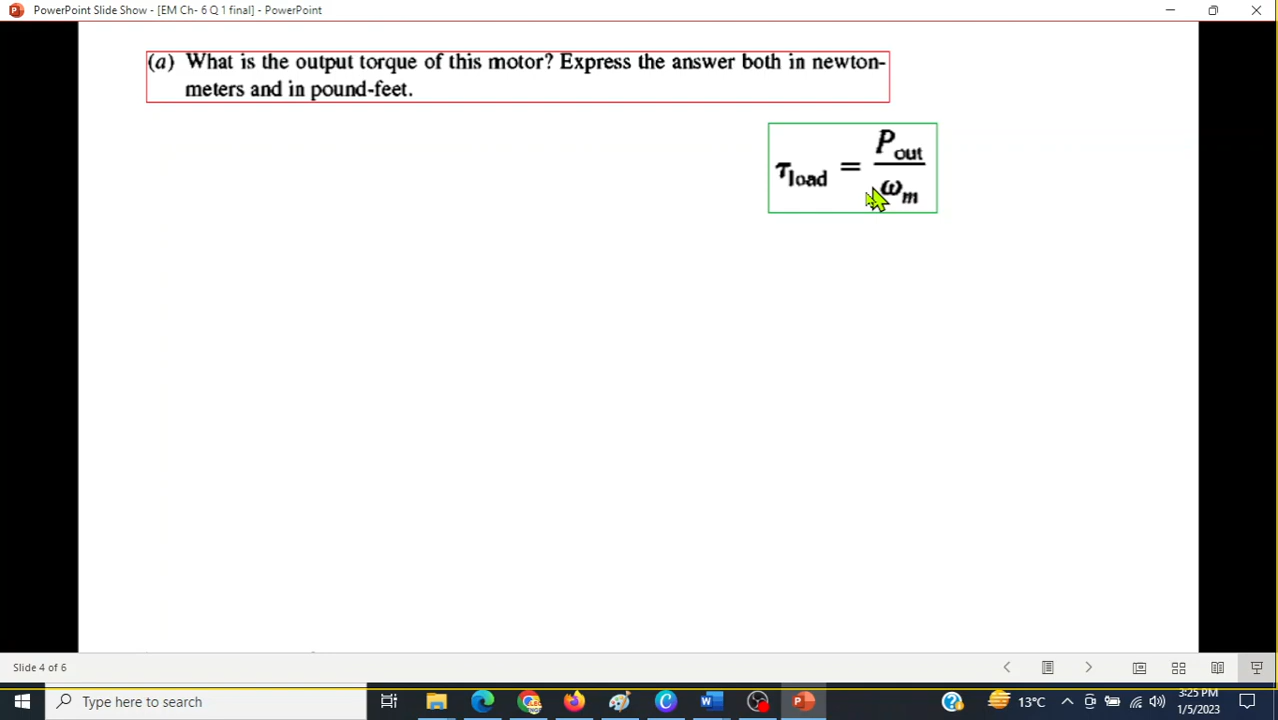 PowerPoint Slide Show - [EM Ch- 6 Q 1 final] - PowerPoint
(a) What is the output torque of this motor? Express the answer both in newton-
meters and in pound-feet.
τload = Pout / ωm
Slide 4 of 6
Type here to search
13°C
3:25 PM
1/5/2023